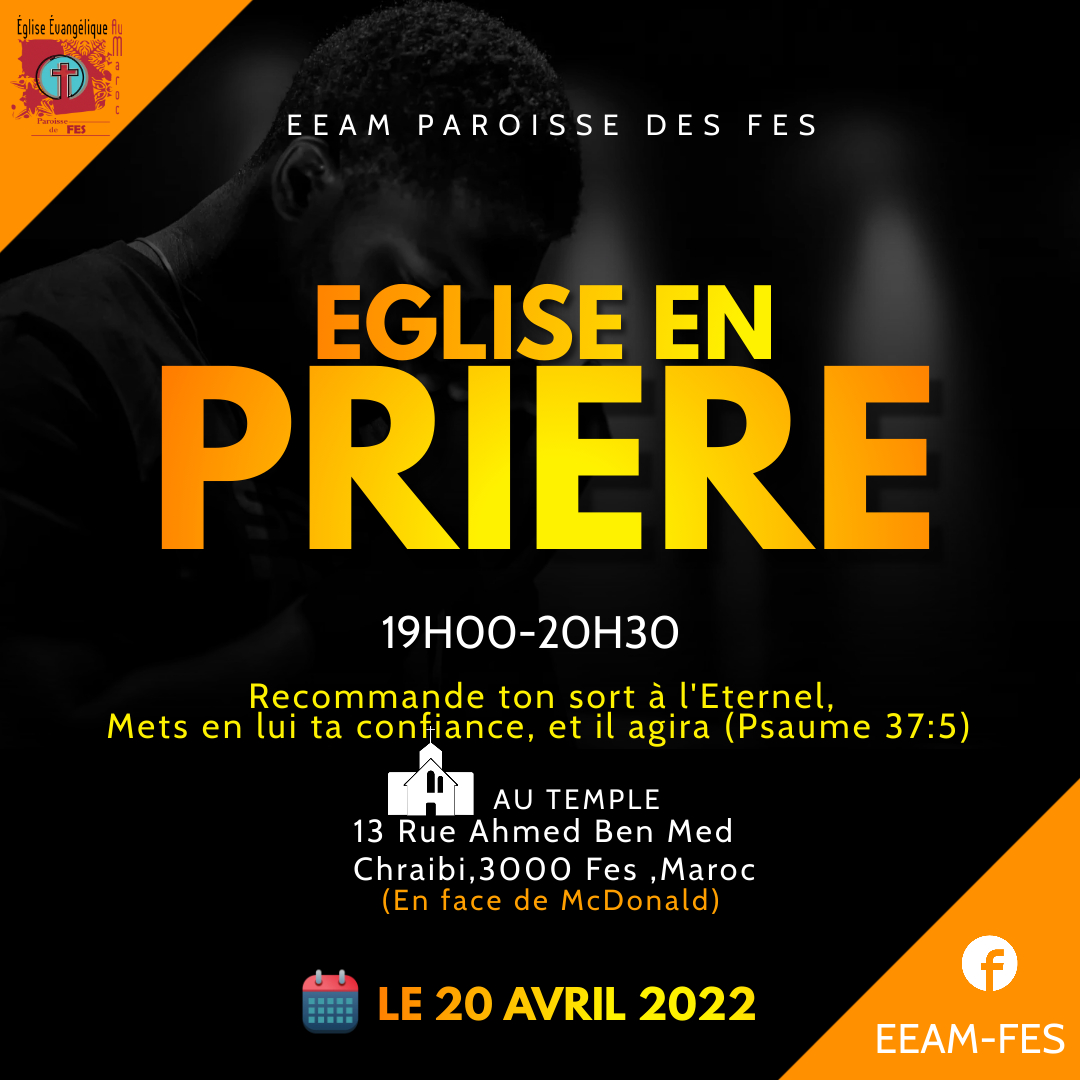 Église Évangélique Au
Maroc
Paroisse
de FES
EEAM PAROISSE DES FES
EGLISE EN
PRIERE
19H00-20H30
Recommande ton sort à l'Eternel,
Mets en lui ta confiance, et il agira (Psaume 37:5)
AU TEMPLE
13 Rue Ahmed Ben Med
Chraibi,3000 Fes ,Maroc
(En face de McDonald)
LE 20 AVRIL 2022
EEAM-FES